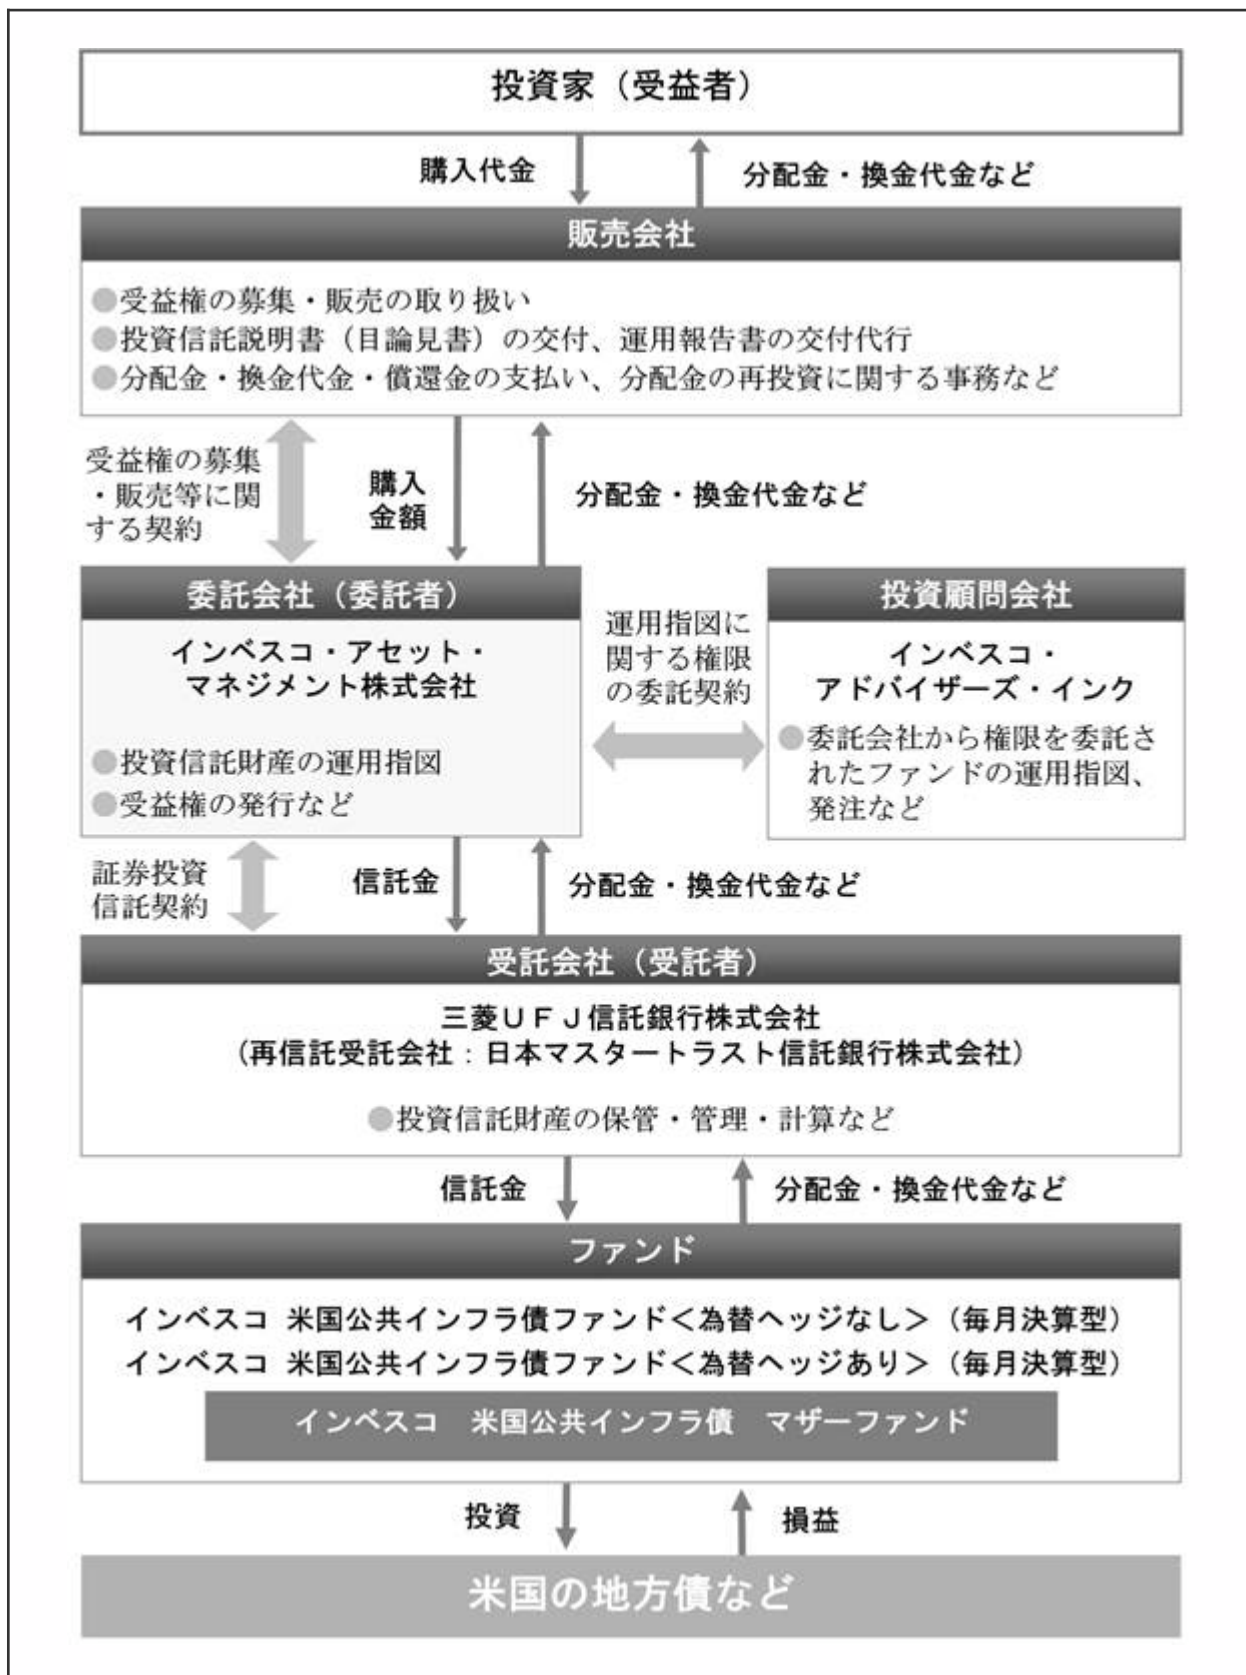 投資家（受益者）
購入代金
分配金・換金代金など
販売会社
●受益権の募集・販売の取り扱い
●投資信託説明書（目論見書）の交付、運用報告書の交付代行
●分配金・換金代金・償還金の支払い、分配金の再投資に関する事務など
受益権の募集
・販売等に関
する契約
購入
金額
分配金・換金代金など
委託会社（委託者）
インベスコ・アセット・
マネジメント株式会社
●投資信託財産の運用指図
●受益権の発行など
運用指図に
関する権限
の委託契約
投資顧問会社
インベスコ・
アドバイザーズ・インク
●委託会社から権限を委託さ
れたファンドの運用指図、
発注など
証券投資
信託契約
信託金
分配金・換金代金など
受託会社（受託者）
三菱ＵＦＪ信託銀行株式会社
（再信託受託会社：日本マスタートラスト信託銀行株式会社）
●投資信託財産の保管・管理・計算など
信託金
分配金・換金代金など
ファンド
インベスコ 米国公共インフラ債ファンド＜為替ヘッジなし＞（毎月決算型）
インベスコ 米国公共インフラ債ファンド＜為替ヘッジあり＞（毎月決算型）
インベスコ　米国公共インフラ債　マザーファンド
投資
損益
米国の地方債など